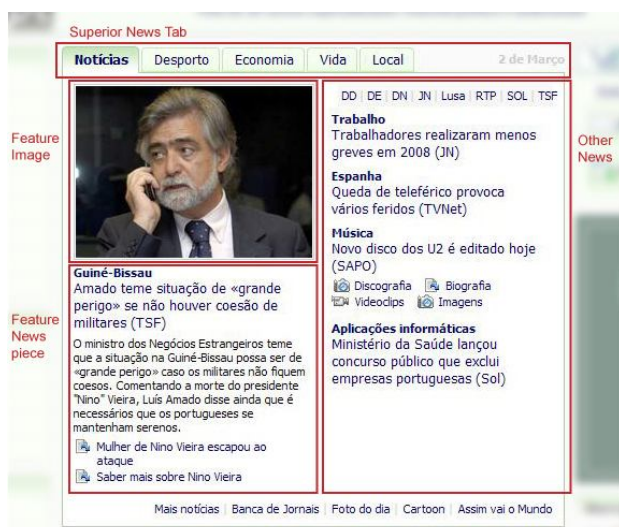 Superior News Tab
Notícias Desporto Economia Vida Local 2 de Março
Feature
Image
Guiné-Bissau
Amado teme situação de «grande
perigo» se não houver coesão de
militares (TSF)
Feature
News
piece
O ministro dos Negócios Estrangeiros teme
que a situação na Guiné-Bissau possa ser de
«grande perigo» caso os militares não fiquem
coesos. Comentando a morte do presidente
"Nino" Vieira, Luís Amado disse ainda que é
necessários que os portugueses se
mantenham serenos.
Mulher de Nino Vieira escapou ao
ataque
Saber mais sobre Nino Vieira
DD | DE | DN | JN | Lusa | RTP | SOL | TSF
Trabalho
Trabalhadores realizaram menos
greves em 2008 (JN)
Espanha
Queda de teleférico provoca
vários feridos (TVNet)
Música
Novo disco dos U2 é editado hoje
(SAPO)
Discografia Biografia
Videoclips Imagens
Aplicações informáticas
Ministério da Saúde lançou
concurso público que exclui
empresas portuguesas (Sol)
Other
News
Mais notícias | Banca de Jornais | Foto do dia | Cartoon | Assim vai o Mundo